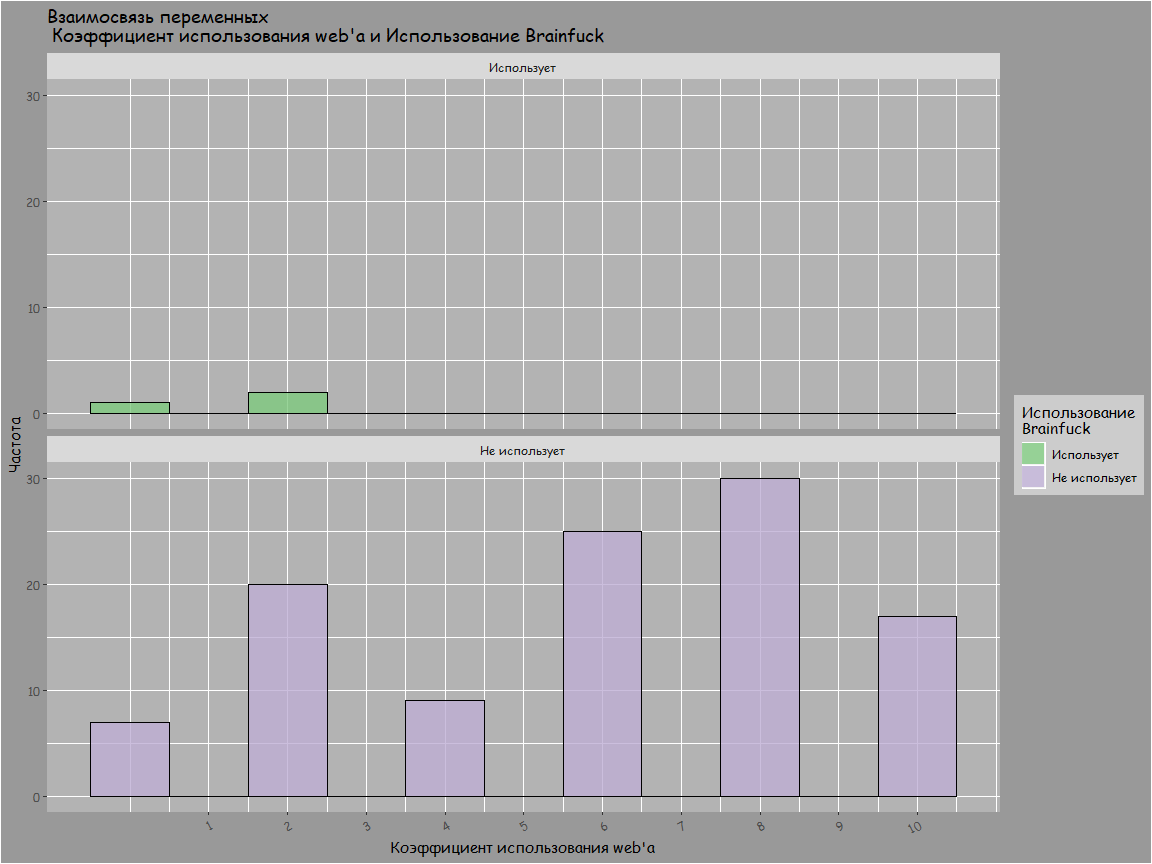 Взаимосвязь переменных
Коэффициент использования web'а и Использование Brainfuck
Использует
30
20
10
0
Не использует
30
20
10
0
Частота
1 2 3 4 5 6 7 8 9 10
Коэффициент использования web'а
Использование
Brainfuck
Использует
Не использует